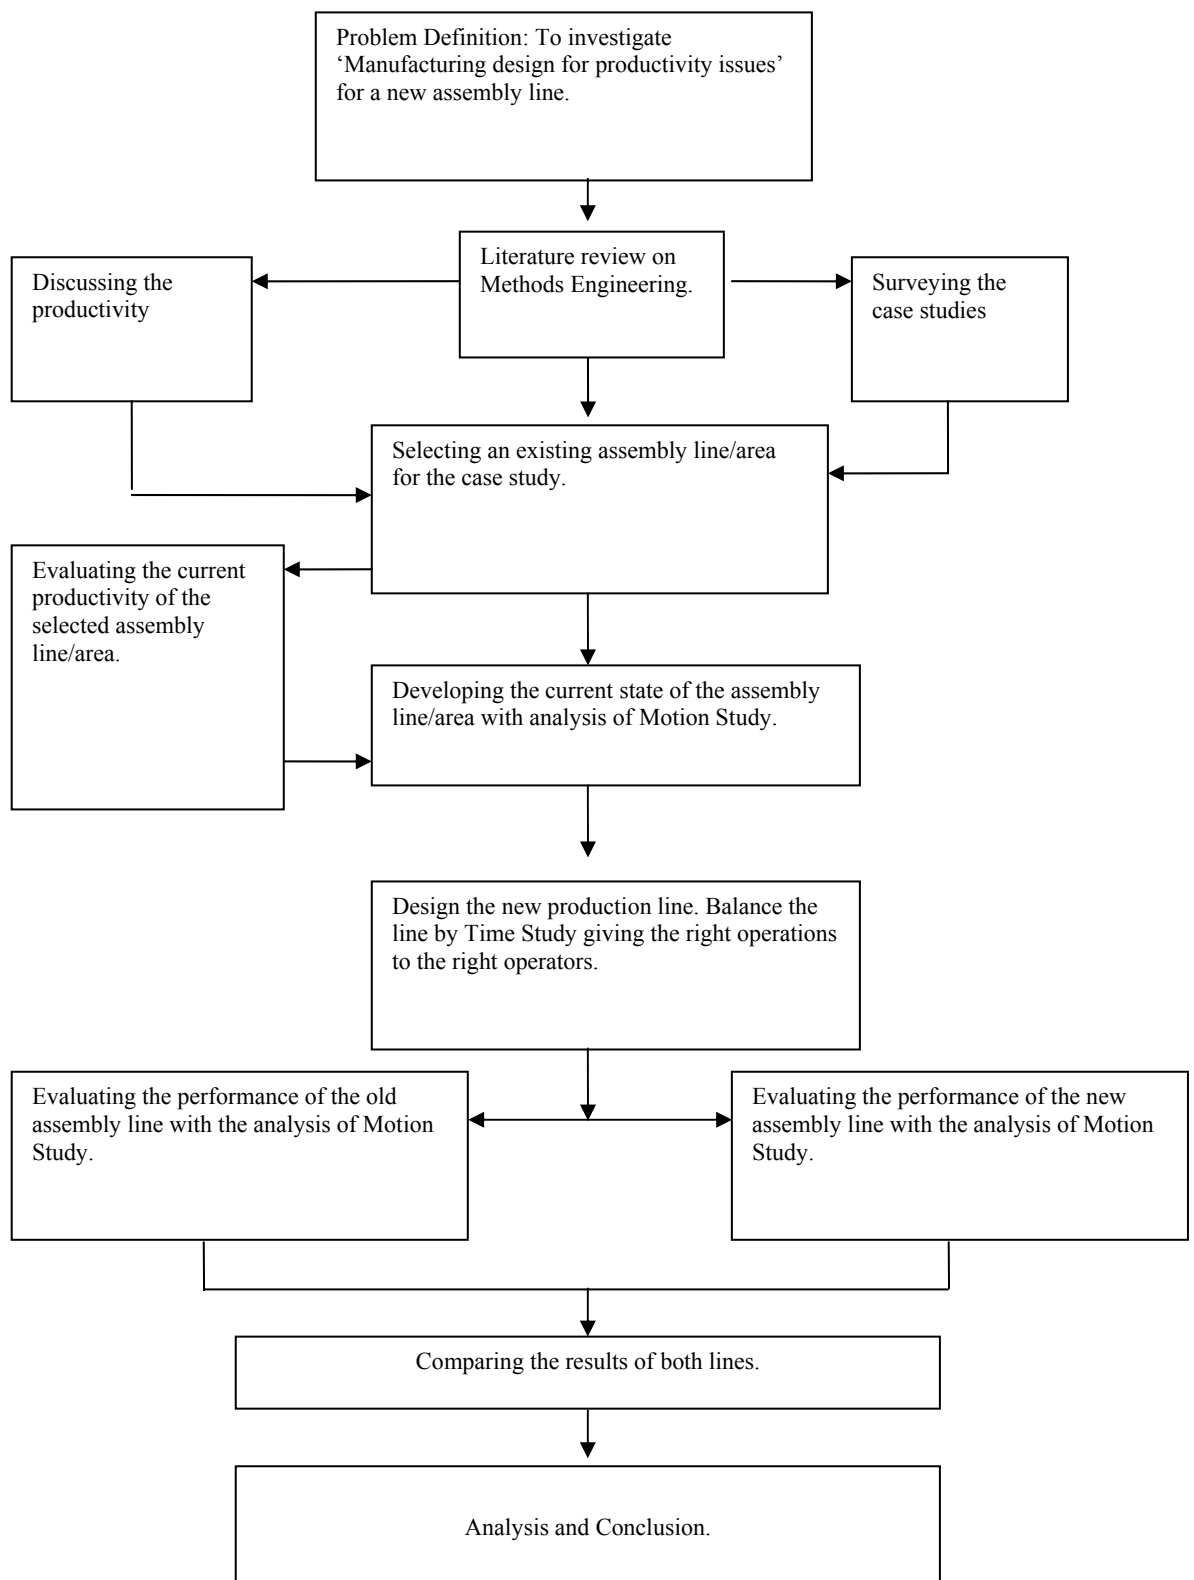 Problem Definition: To investigate
‘Manufacturing design for productivity issues’
for a new assembly line.
Literature review on
Methods Engineering.
Discussing the
productivity
Surveying the
case studies
Selecting an existing assembly line/area
for the case study.
Evaluating the current
productivity of the
selected assembly
line/area.
Developing the current state of the assembly
line/area with analysis of Motion Study.
Design the new production line. Balance the
line by Time Study giving the right operations
to the right operators.
Evaluating the performance of the old
assembly line with the analysis of Motion
Study.
Evaluating the performance of the new
assembly line with the analysis of Motion
Study.
Comparing the results of both lines.
Analysis and Conclusion.